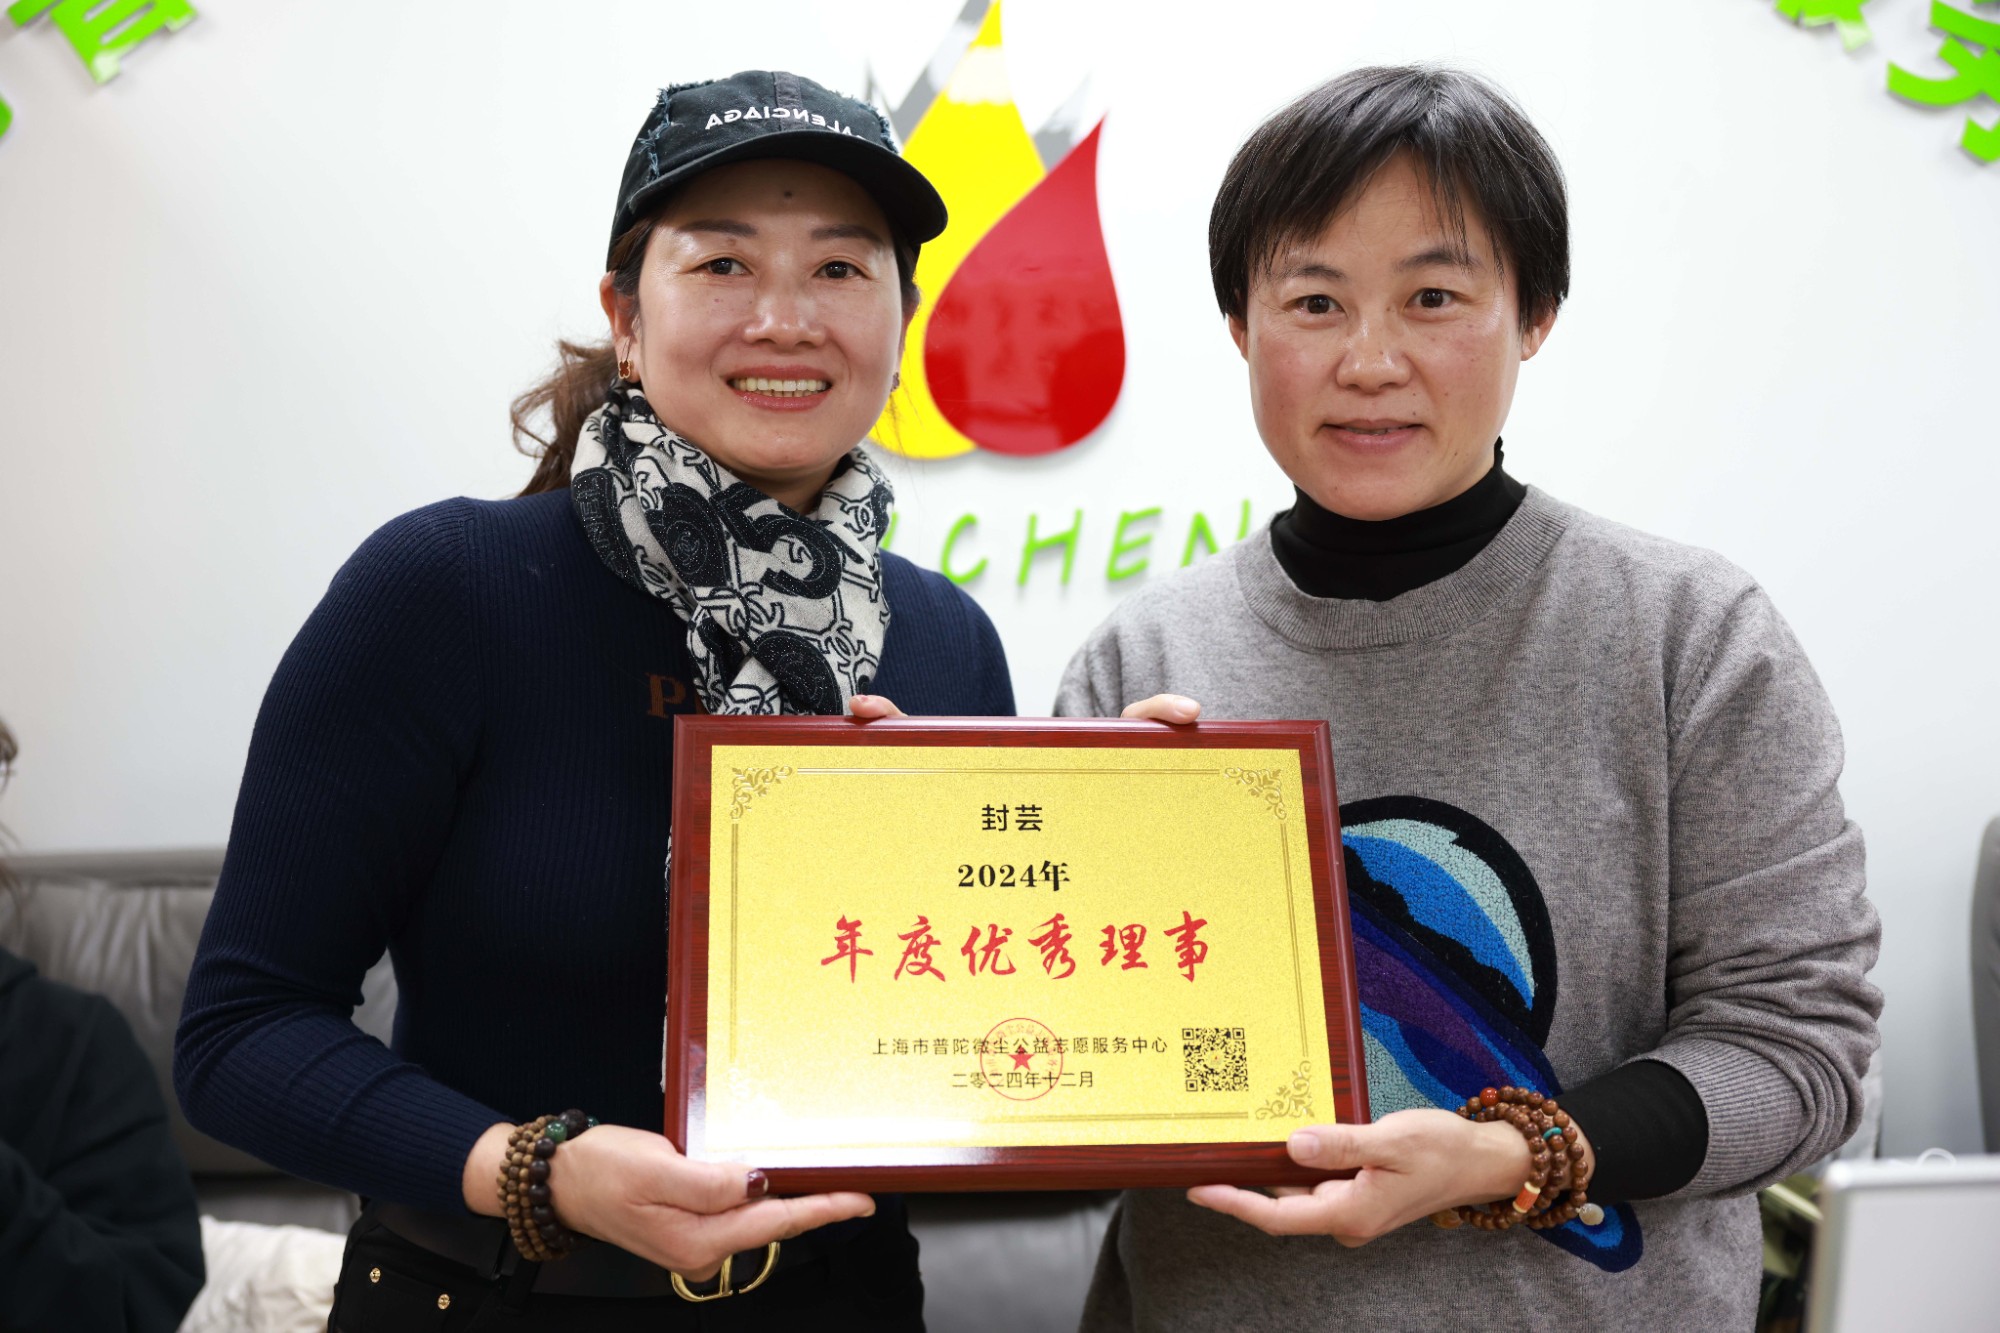 BALENCIAGA
CHEN
封芸
2024年
年度优秀理事
上海市普陀微尘公益志愿服务中心
二零二四年十二月